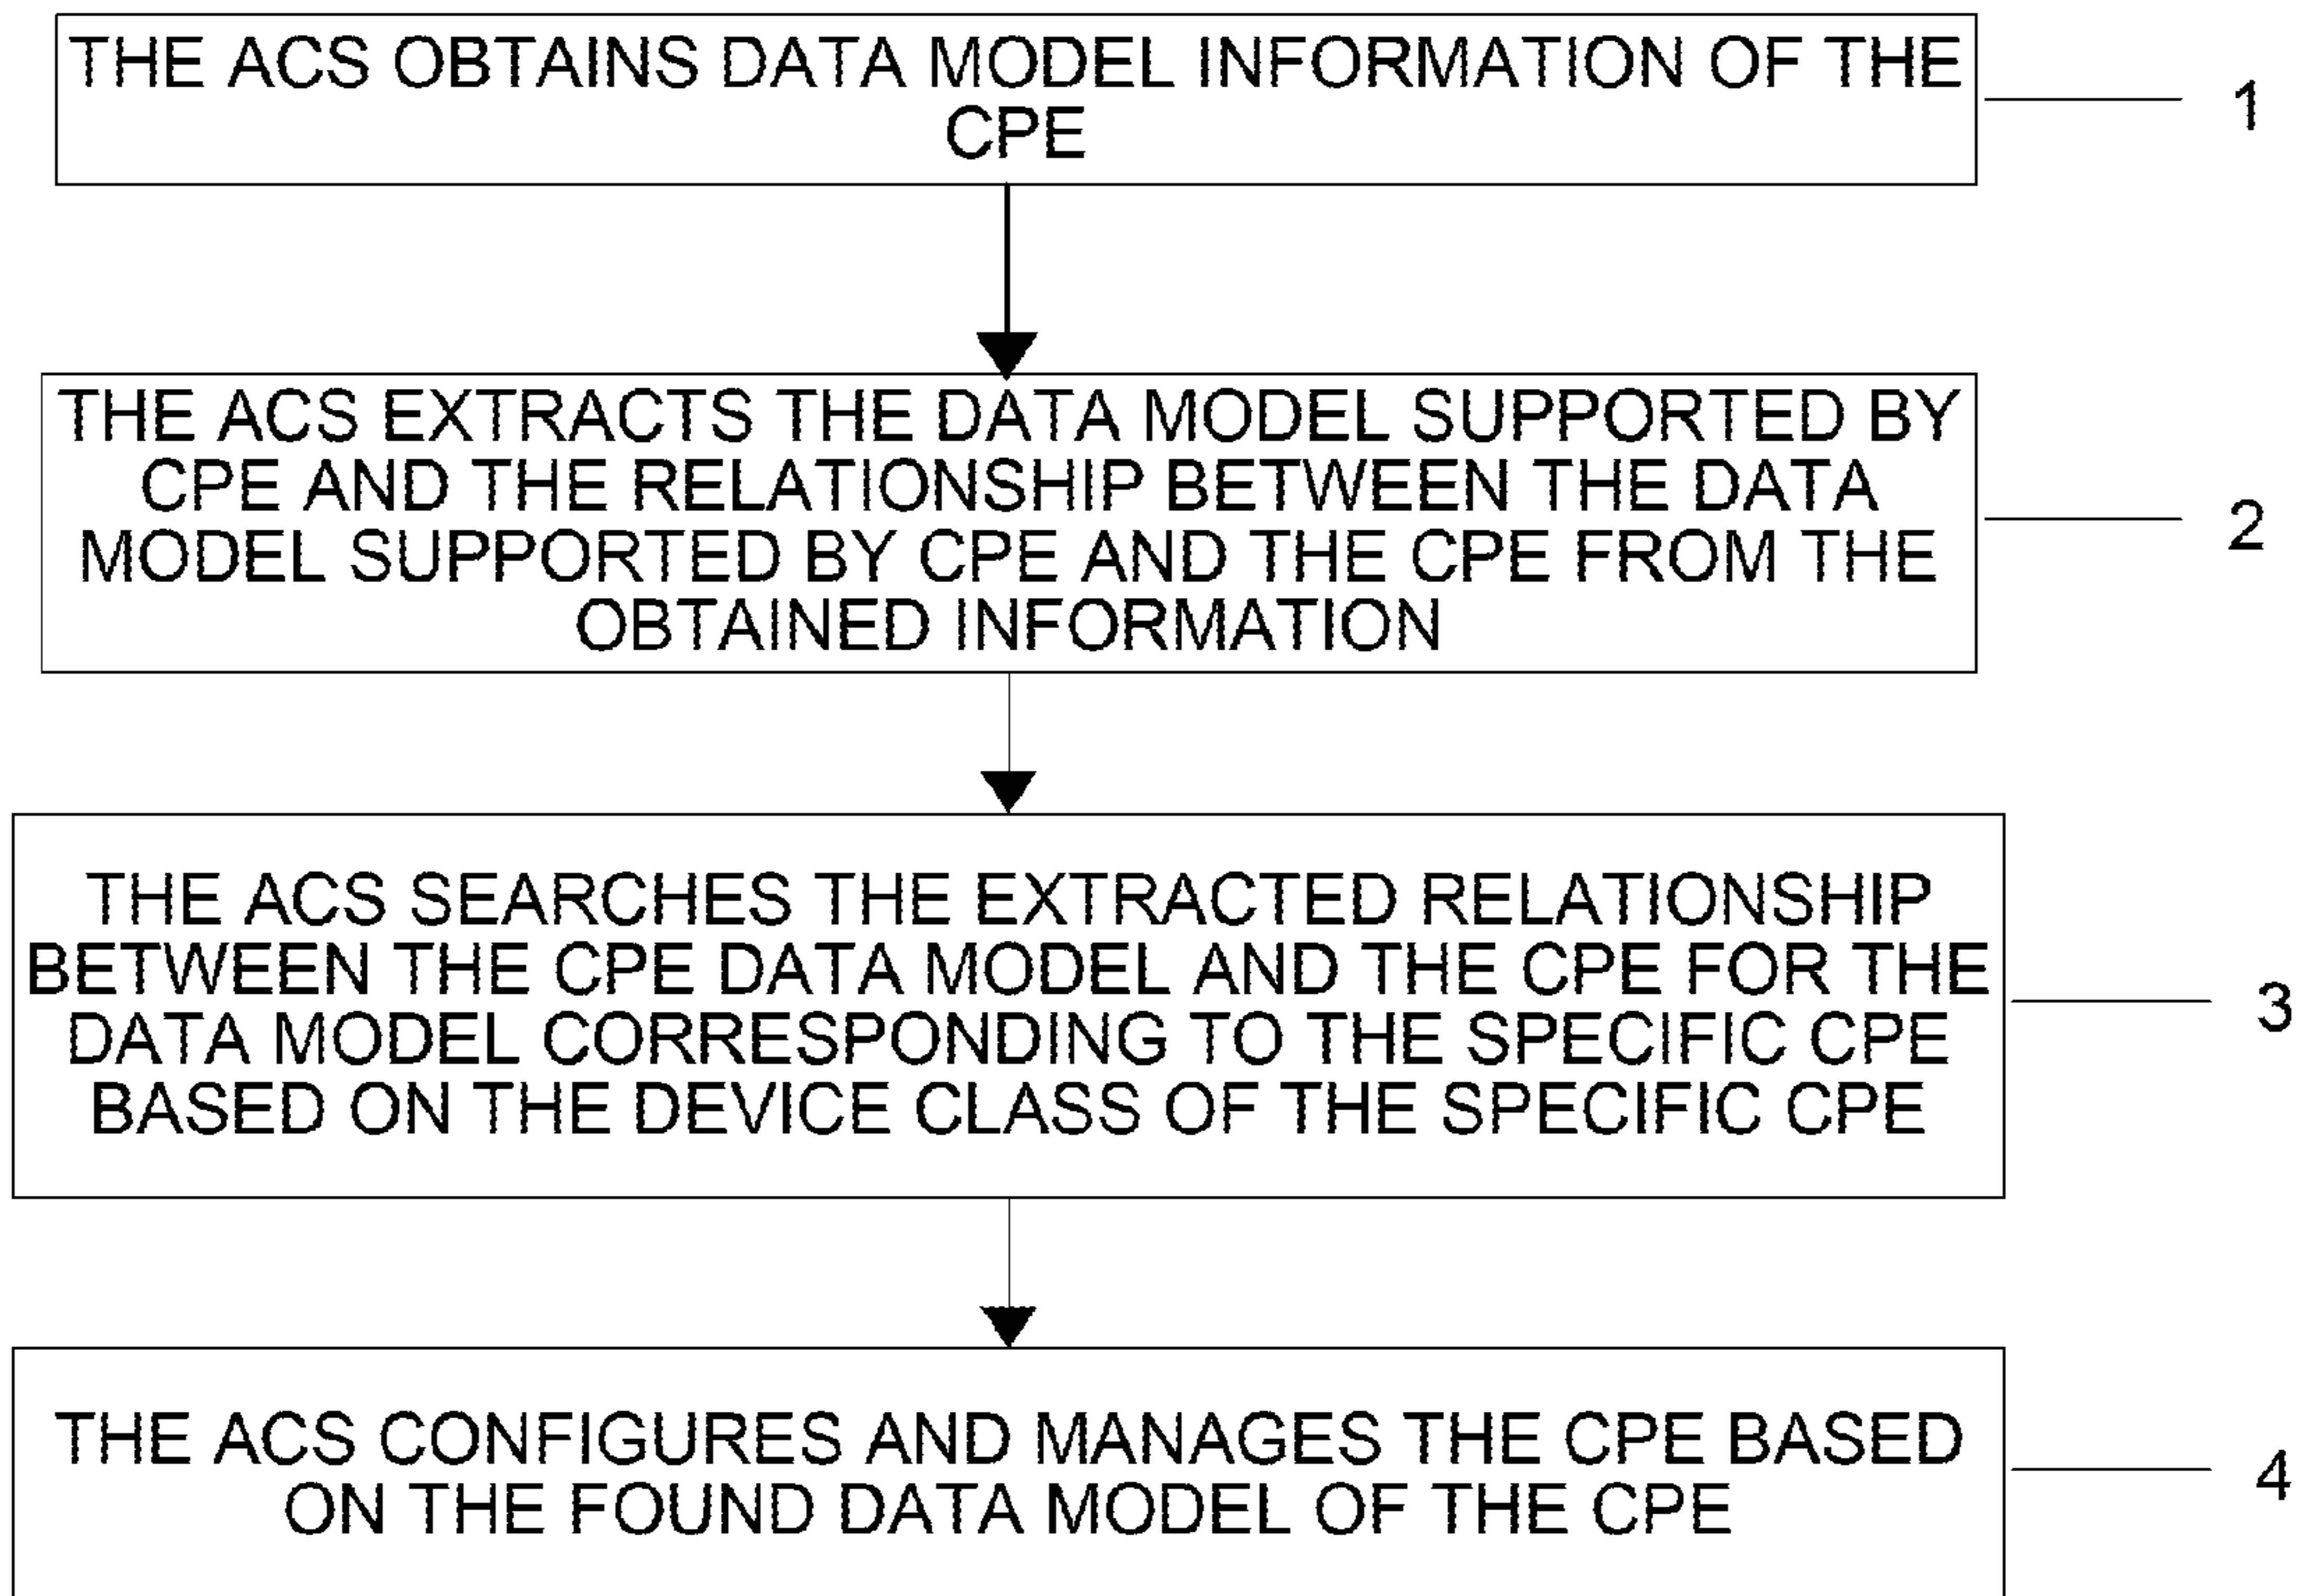 THE ACS OBTAINS DATA MODEL INFORMATION OF THE
CPE
1
THE ACS EXTRACTS THE DATA MODEL SUPPORTED BY
CPE AND THE RELATIONSHIP BETWEEN THE DATA
MODEL SUPPORTED BY CPE AND THE CPE FROM THE
OBTAINED INFORMATION
2
THE ACS SEARCHES THE EXTRACTED RELATIONSHIP
BETWEEN THE CPE DATA MODEL AND THE CPE FOR THE
DATA MODEL CORRESPONDING TO THE SPECIFIC CPE
BASED ON THE DEVICE CLASS OF THE SPECIFIC CPE
3
THE ACS CONFIGURES AND MANAGES THE CPE BASED
ON THE FOUND DATA MODEL OF THE CPE
4